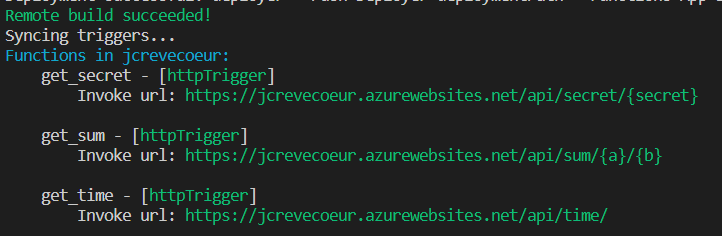 Remote build succeeded!
Syncing triggers...
Functions in jcrevecoeur:
get_secret - [httpTrigger]
Invoke url: https://jcrevecoeur.azurewebsites.net/api/secret/{secret}
get_sum - [httpTrigger]
Invoke url: https://jcrevecoeur.azurewebsites.net/api/sum/{a}/{b}
get_time - [httpTrigger]
Invoke url: https://jcrevecoeur.azurewebsites.net/api/time/